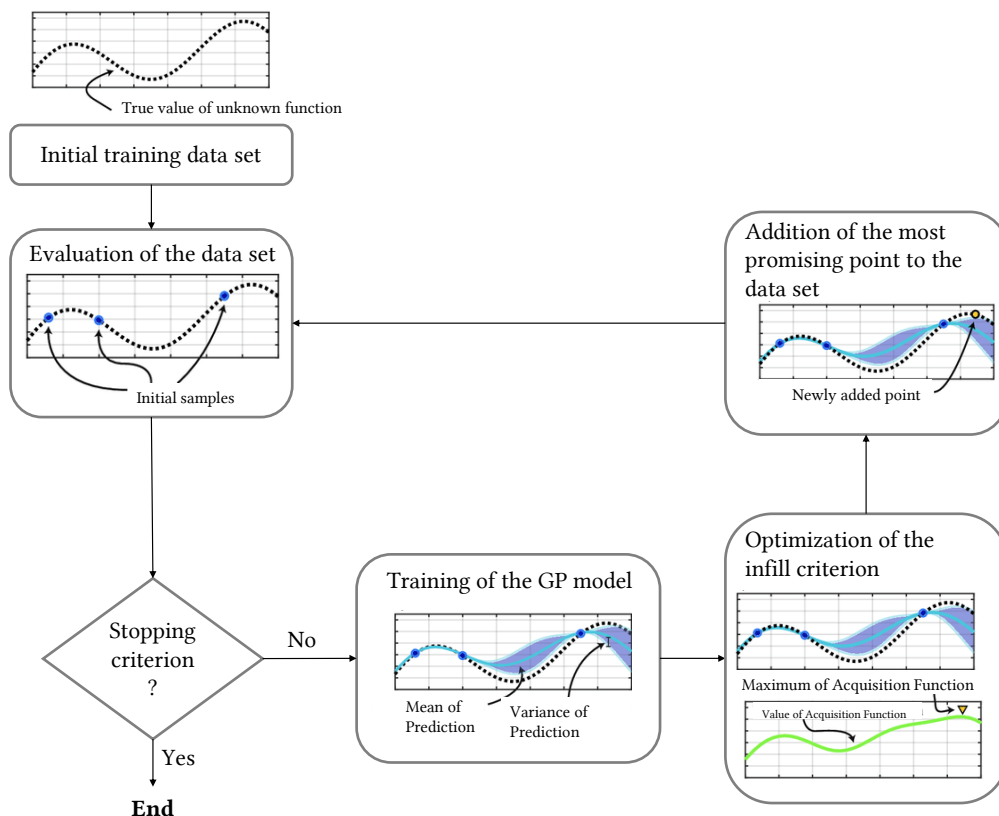 True value of unknown function
Initial training data set
Evaluation of the data set
Initial samples
Addition of the most
promising point to the
data set
Newly added point
Stopping
criterion
?
No
Yes
End
Training of the GP model
Mean of
Prediction
Variance of
Prediction
Optimization of the
infill criterion
Maximum of Acquisition Function
Value of Acquisition Function